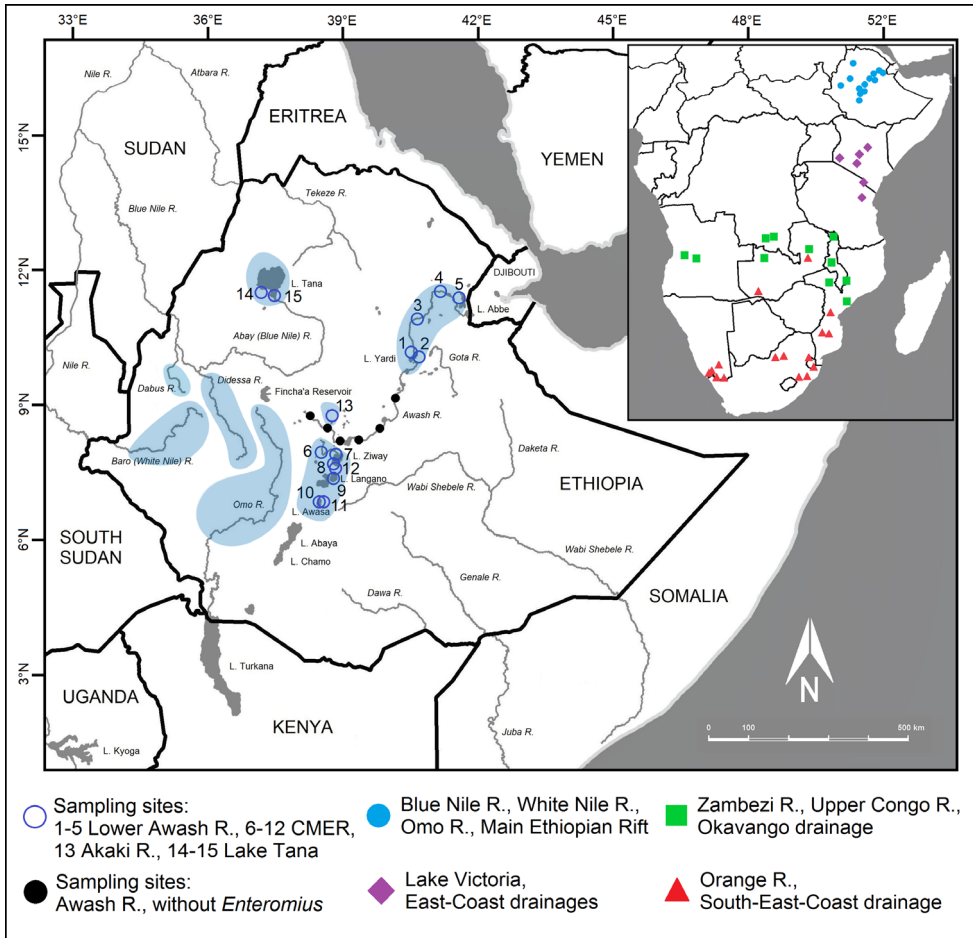 33°E 36°E 39°E 42°E 45°E 48°E 52°E
15°N
12°N
9°N
6°N
3°N
Nile R.
Atbara R.
ERITREA
SUDAN
YEMEN
Tekeze R.
Blue Nile R.
DJIBOUTI
4
5
L. Tana
14
15
3
L. Abbe
Abay (Blue Nile) R.
1
2
L. Yardi
Gota R.
Nile R.
Dabus R.
Didessa R.
Fincha'a Reservoir
13
Awash R.
6
7
L. Ziway
8
12
Daketa R.
Baro (White Nile) R.
L. Langano
Wabi Shebele R.
ETHIOPIA
10
9
Omo R.
11
L. Awasa
SOUTH
SUDAN
L. Abaya
L. Chamo
Wabi Shebele R.
Genale R.
Dawa R.
SOMALIA
L. Turkana
UGANDA
KENYA
N
L. Kyoga
Juba R.
0 100 500 km
Sampling sites:
1-5 Lower Awash R., 6-12 CMER,
13 Akaki R., 14-15 Lake Tana
Blue Nile R., White Nile R.,
Omo R., Main Ethiopian Rift
Zambezi R., Upper Congo R.,
Okavango drainage
Sampling sites:
Awash R., without Enteromius
Lake Victoria,
East-Coast drainages
Orange R.,
South-East-Coast drainage